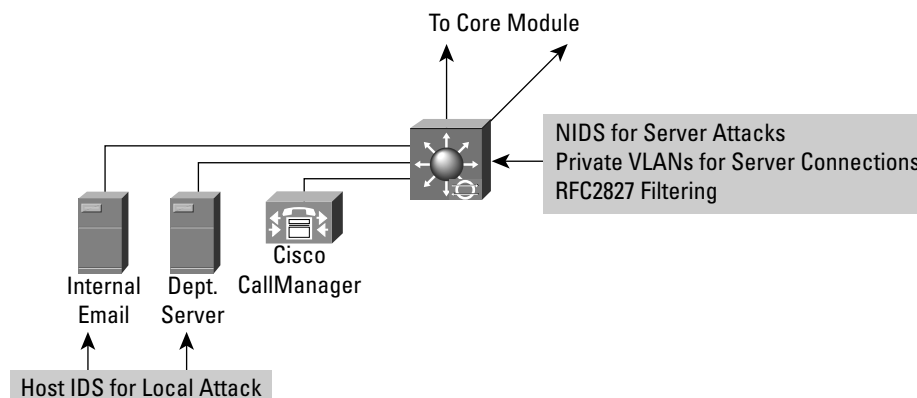 To Core Module
NIDS for Server Attacks
Private VLANs for Server Connections
RFC2827 Filtering
Internal
Email
Dept.
Server
Cisco
CallManager
Host IDS for Local Attack